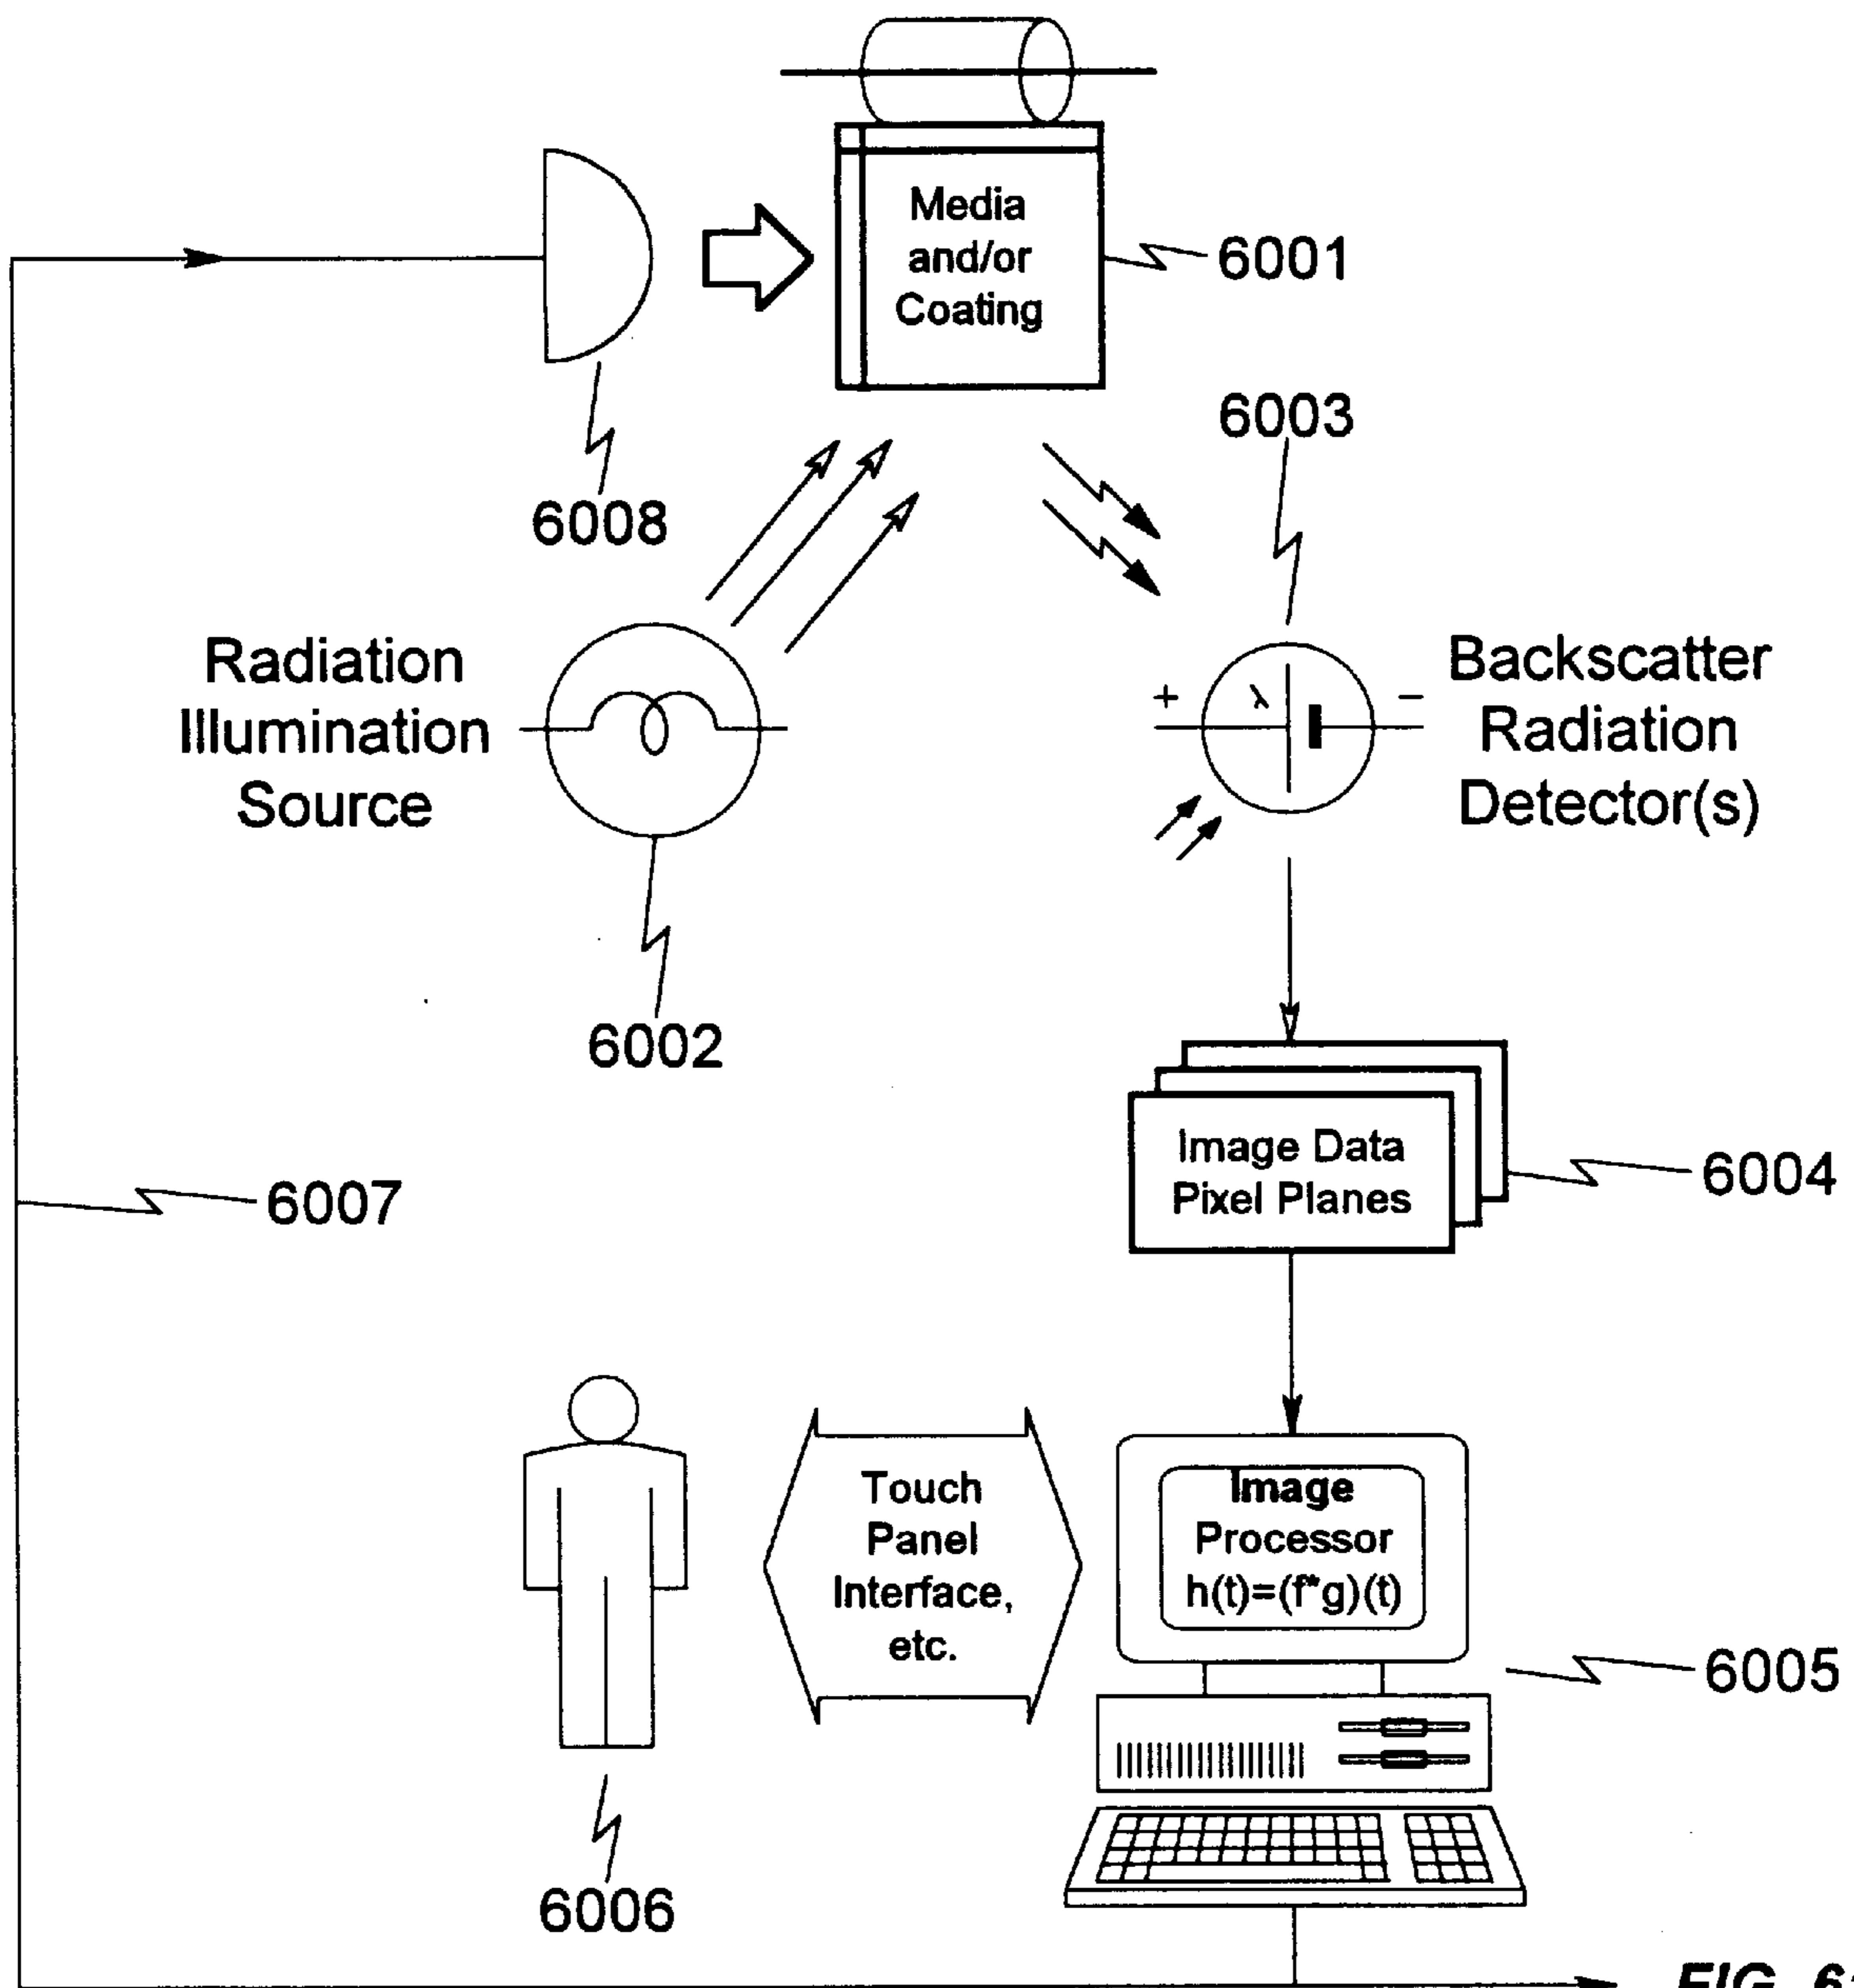 Media
and/or
Coating
6001
6003
6008
Radiation
Illumination
Source
+ λ −
Backscatter
Radiation
Detector(s)
6002
Image Data
Pixel Planes
6004
6007
Touch
Panel
Interface,
etc.
Image
Processor
h(t)=(f*g)(t)
6005
6006